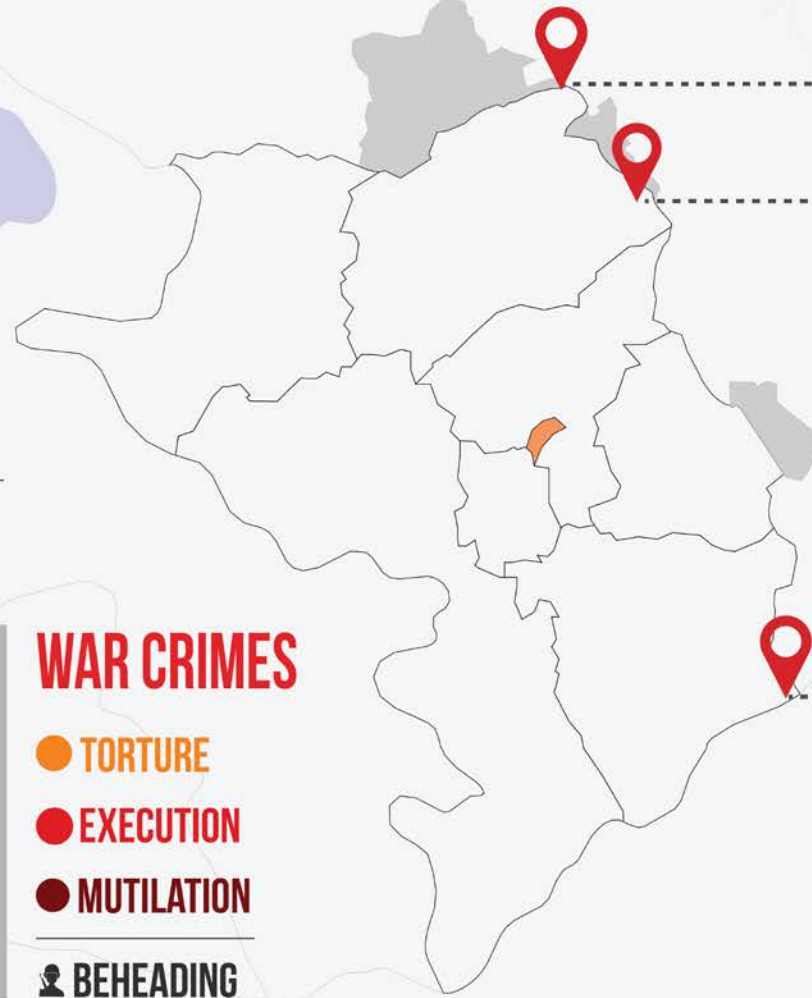 WAR CRIMES
TORTURE
EXECUTION
MUTILATION
BEHEADING